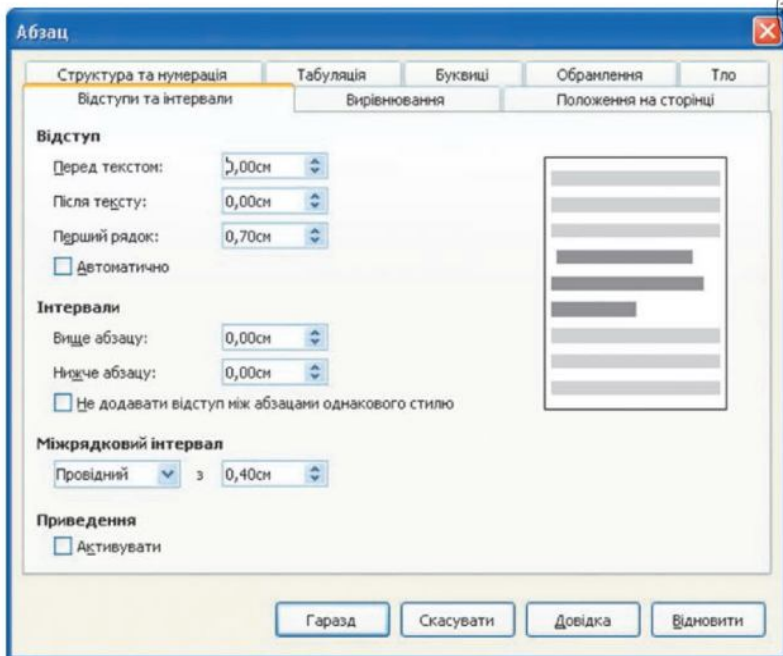 Абзац
Структура та нумерація Табуляція Буквиці Обрамлення Тло
Відступи та інтервали Вирівнювання Положення на сторінці
Відступ
Перед текстом: 0,00см
Після тексту: 0,00см
Перший рядок: 0,70см
Автоматично
Інтервали
Вище абзацу: 0,00см
Нижче абзацу: 0,00см
Не додавати відступ між абзацами однакового стилю
Міжрядковий інтервал
Провідний з 0,40см
Приведення
Активувати
Гаразд Скасувати Довідка Відновити